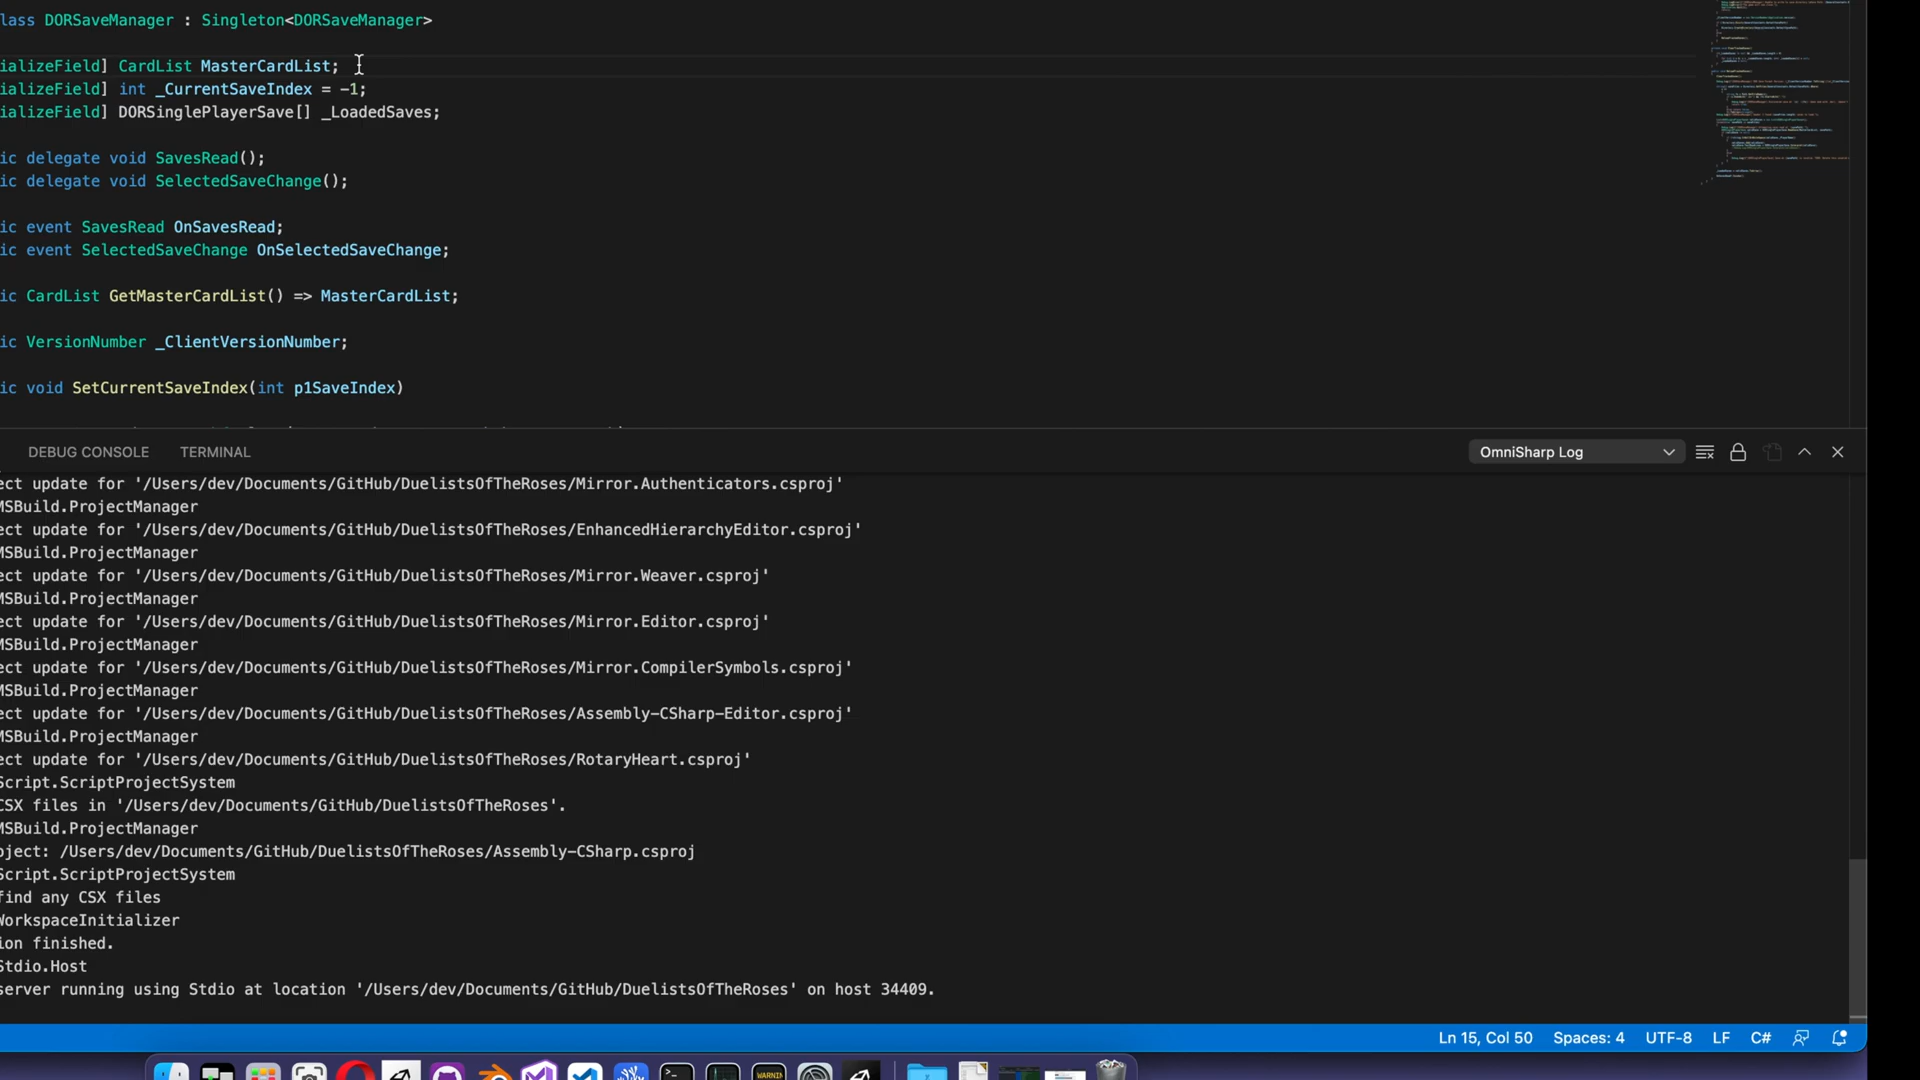 lass DORSaveManager : Singleton<DORSaveManager>
ializeField] CardList MasterCardList;
ializeField] int _CurrentSaveIndex = -1;
ializeField] DORSinglePlayerSave[] _LoadedSaves;
ic delegate void SavesRead();
ic delegate void SelectedSaveChange();
ic event SavesRead OnSavesRead;
ic event SelectedSaveChange OnSelectedSaveChange;
ic CardList GetMasterCardList() => MasterCardList;
ic VersionNumber _ClientVersionNumber;
ic void SetCurrentSaveIndex(int p1SaveIndex)
DEBUG CONSOLE TERMINAL OmniSharp Log
ect update for '/Users/dev/Documents/GitHub/DuelistsOfTheRoses/Mirror.Authenticators.csproj'
MSBuild.ProjectManager
ect update for '/Users/dev/Documents/GitHub/DuelistsOfTheRoses/EnhancedHierarchyEditor.csproj'
MSBuild.ProjectManager
ect update for '/Users/dev/Documents/GitHub/DuelistsOfTheRoses/Mirror.Weaver.csproj'
MSBuild.ProjectManager
ect update for '/Users/dev/Documents/GitHub/DuelistsOfTheRoses/Mirror.Editor.csproj'
MSBuild.ProjectManager
ect update for '/Users/dev/Documents/GitHub/DuelistsOfTheRoses/Mirror.CompilerSymbols.csproj'
MSBuild.ProjectManager
ect update for '/Users/dev/Documents/GitHub/DuelistsOfTheRoses/Assembly-CSharp-Editor.csproj'
MSBuild.ProjectManager
ect update for '/Users/dev/Documents/GitHub/DuelistsOfTheRoses/RotaryHeart.csproj'
Script.ScriptProjectSystem
CSX files in '/Users/dev/Documents/GitHub/DuelistsOfTheRoses'.
MSBuild.ProjectManager
oject: /Users/dev/Documents/GitHub/DuelistsOfTheRoses/Assembly-CSharp.csproj
Script.ScriptProjectSystem
find any CSX files
WorkspaceInitializer
ion finished.
Stdio.Host
server running using Stdio at location '/Users/dev/Documents/GitHub/DuelistsOfTheRoses' on host 34409.
Ln 15, Col 50 Spaces: 4 UTF-8 LF C#
WARNIN